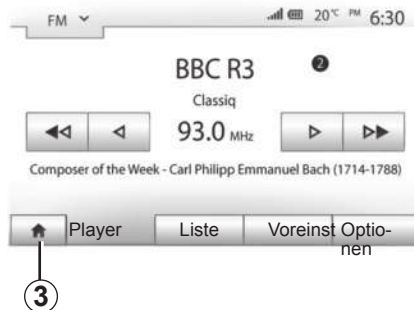 FM 20°C PM 6:30
BBC R3 2
Classiq
93.0 MHz
Composer of the Week - Carl Philipp Emmanuel Bach (1714-1788)
Player Liste Voreinst Optio-
nen
3